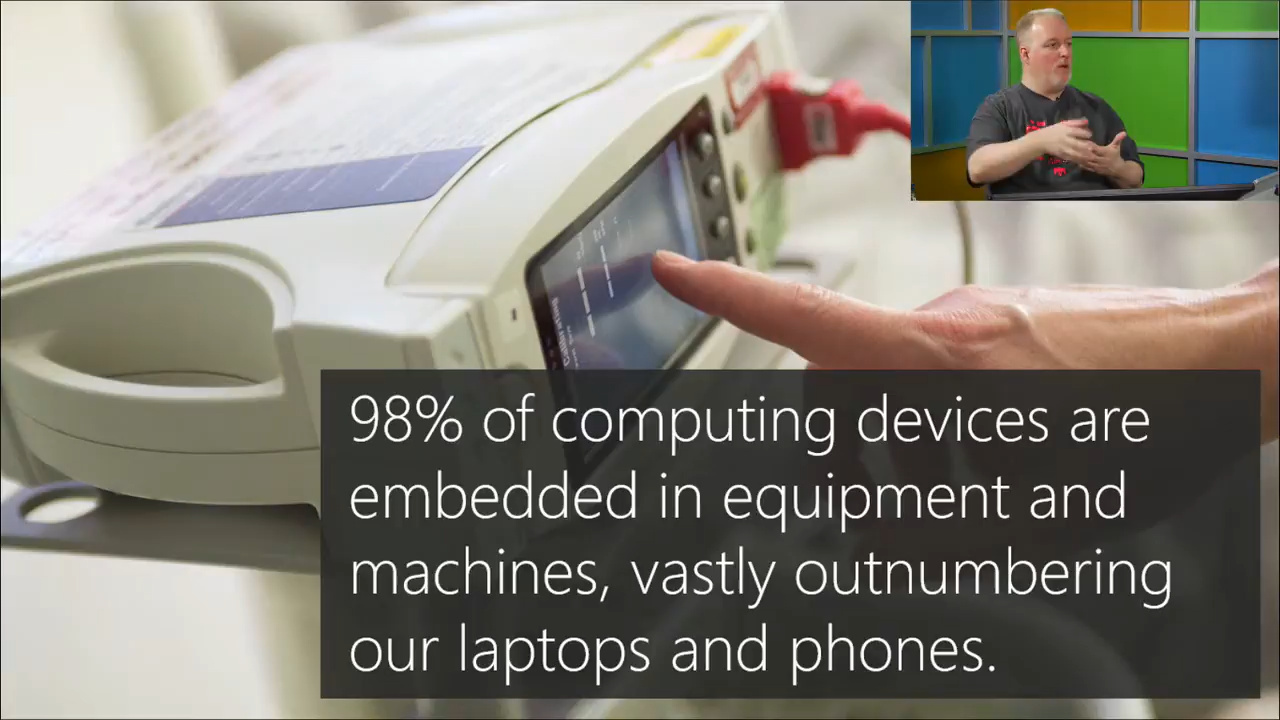 98% of computing devices are
embedded in equipment and
machines, vastly outnumbering
our laptops and phones.